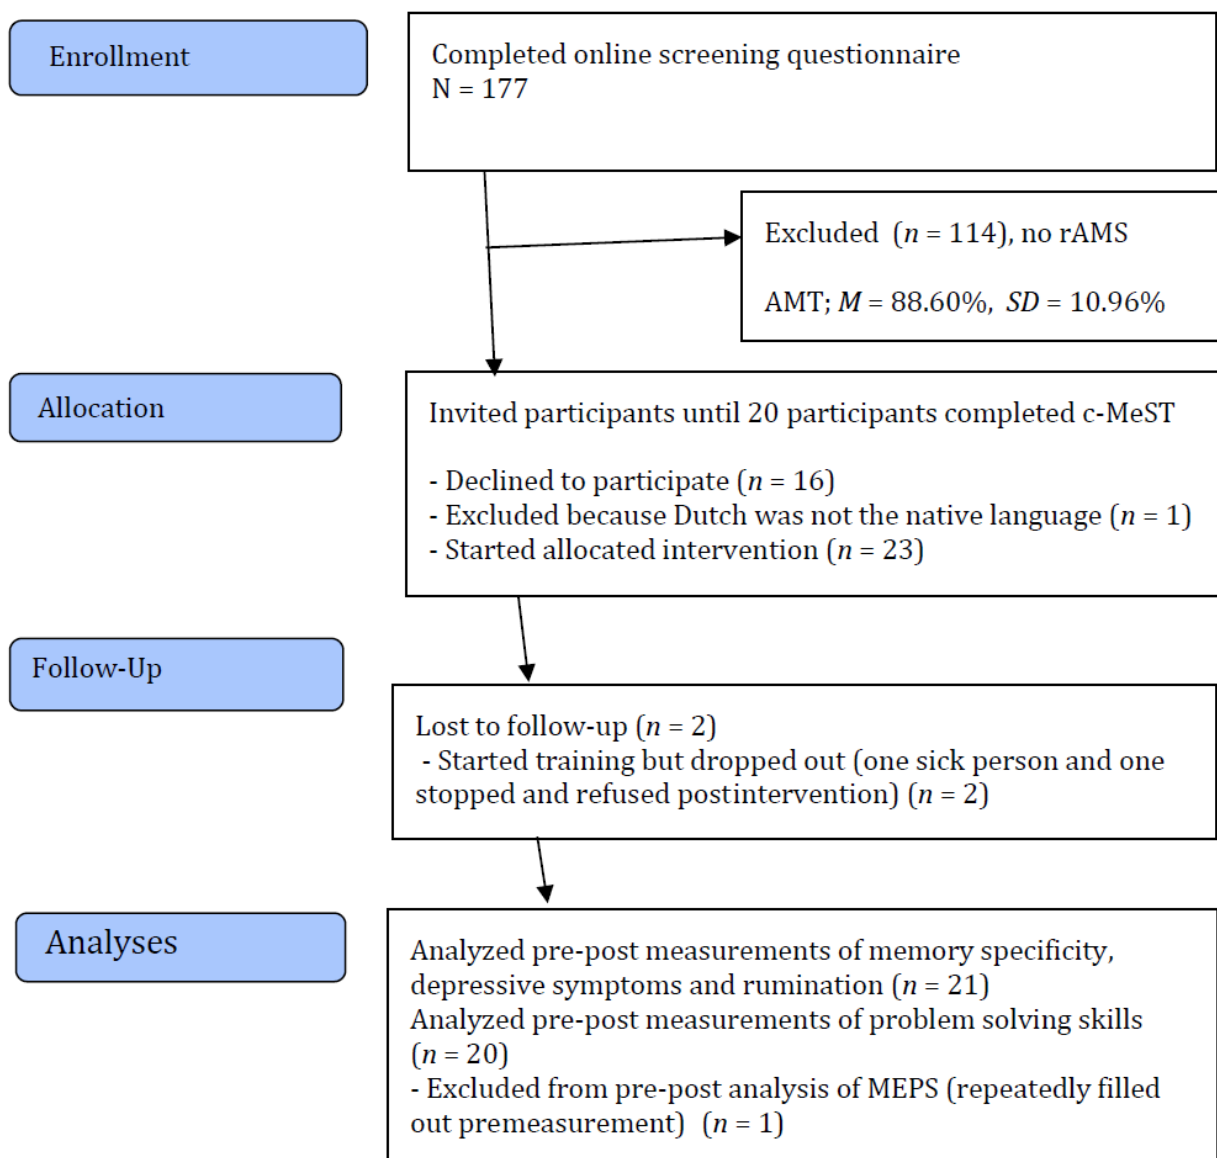 Enrollment
Completed online screening questionnaire
N = 177
Excluded (n = 114), no rAMS
AMT; M = 88.60%, SD = 10.96%
Allocation
Invited participants until 20 participants completed c-MeST
- Declined to participate (n = 16)
- Excluded because Dutch was not the native language (n = 1)
- Started allocated intervention (n = 23)
Follow-Up
Lost to follow-up (n = 2)
- Started training but dropped out (one sick person and one
stopped and refused postintervention) (n = 2)
Analyses
Analyzed pre-post measurements of memory specificity,
depressive symptoms and rumination (n = 21)
Analyzed pre-post measurements of problem solving skills
(n = 20)
- Excluded from pre-post analysis of MEPS (repeatedly filled
out premeasurement) (n = 1)